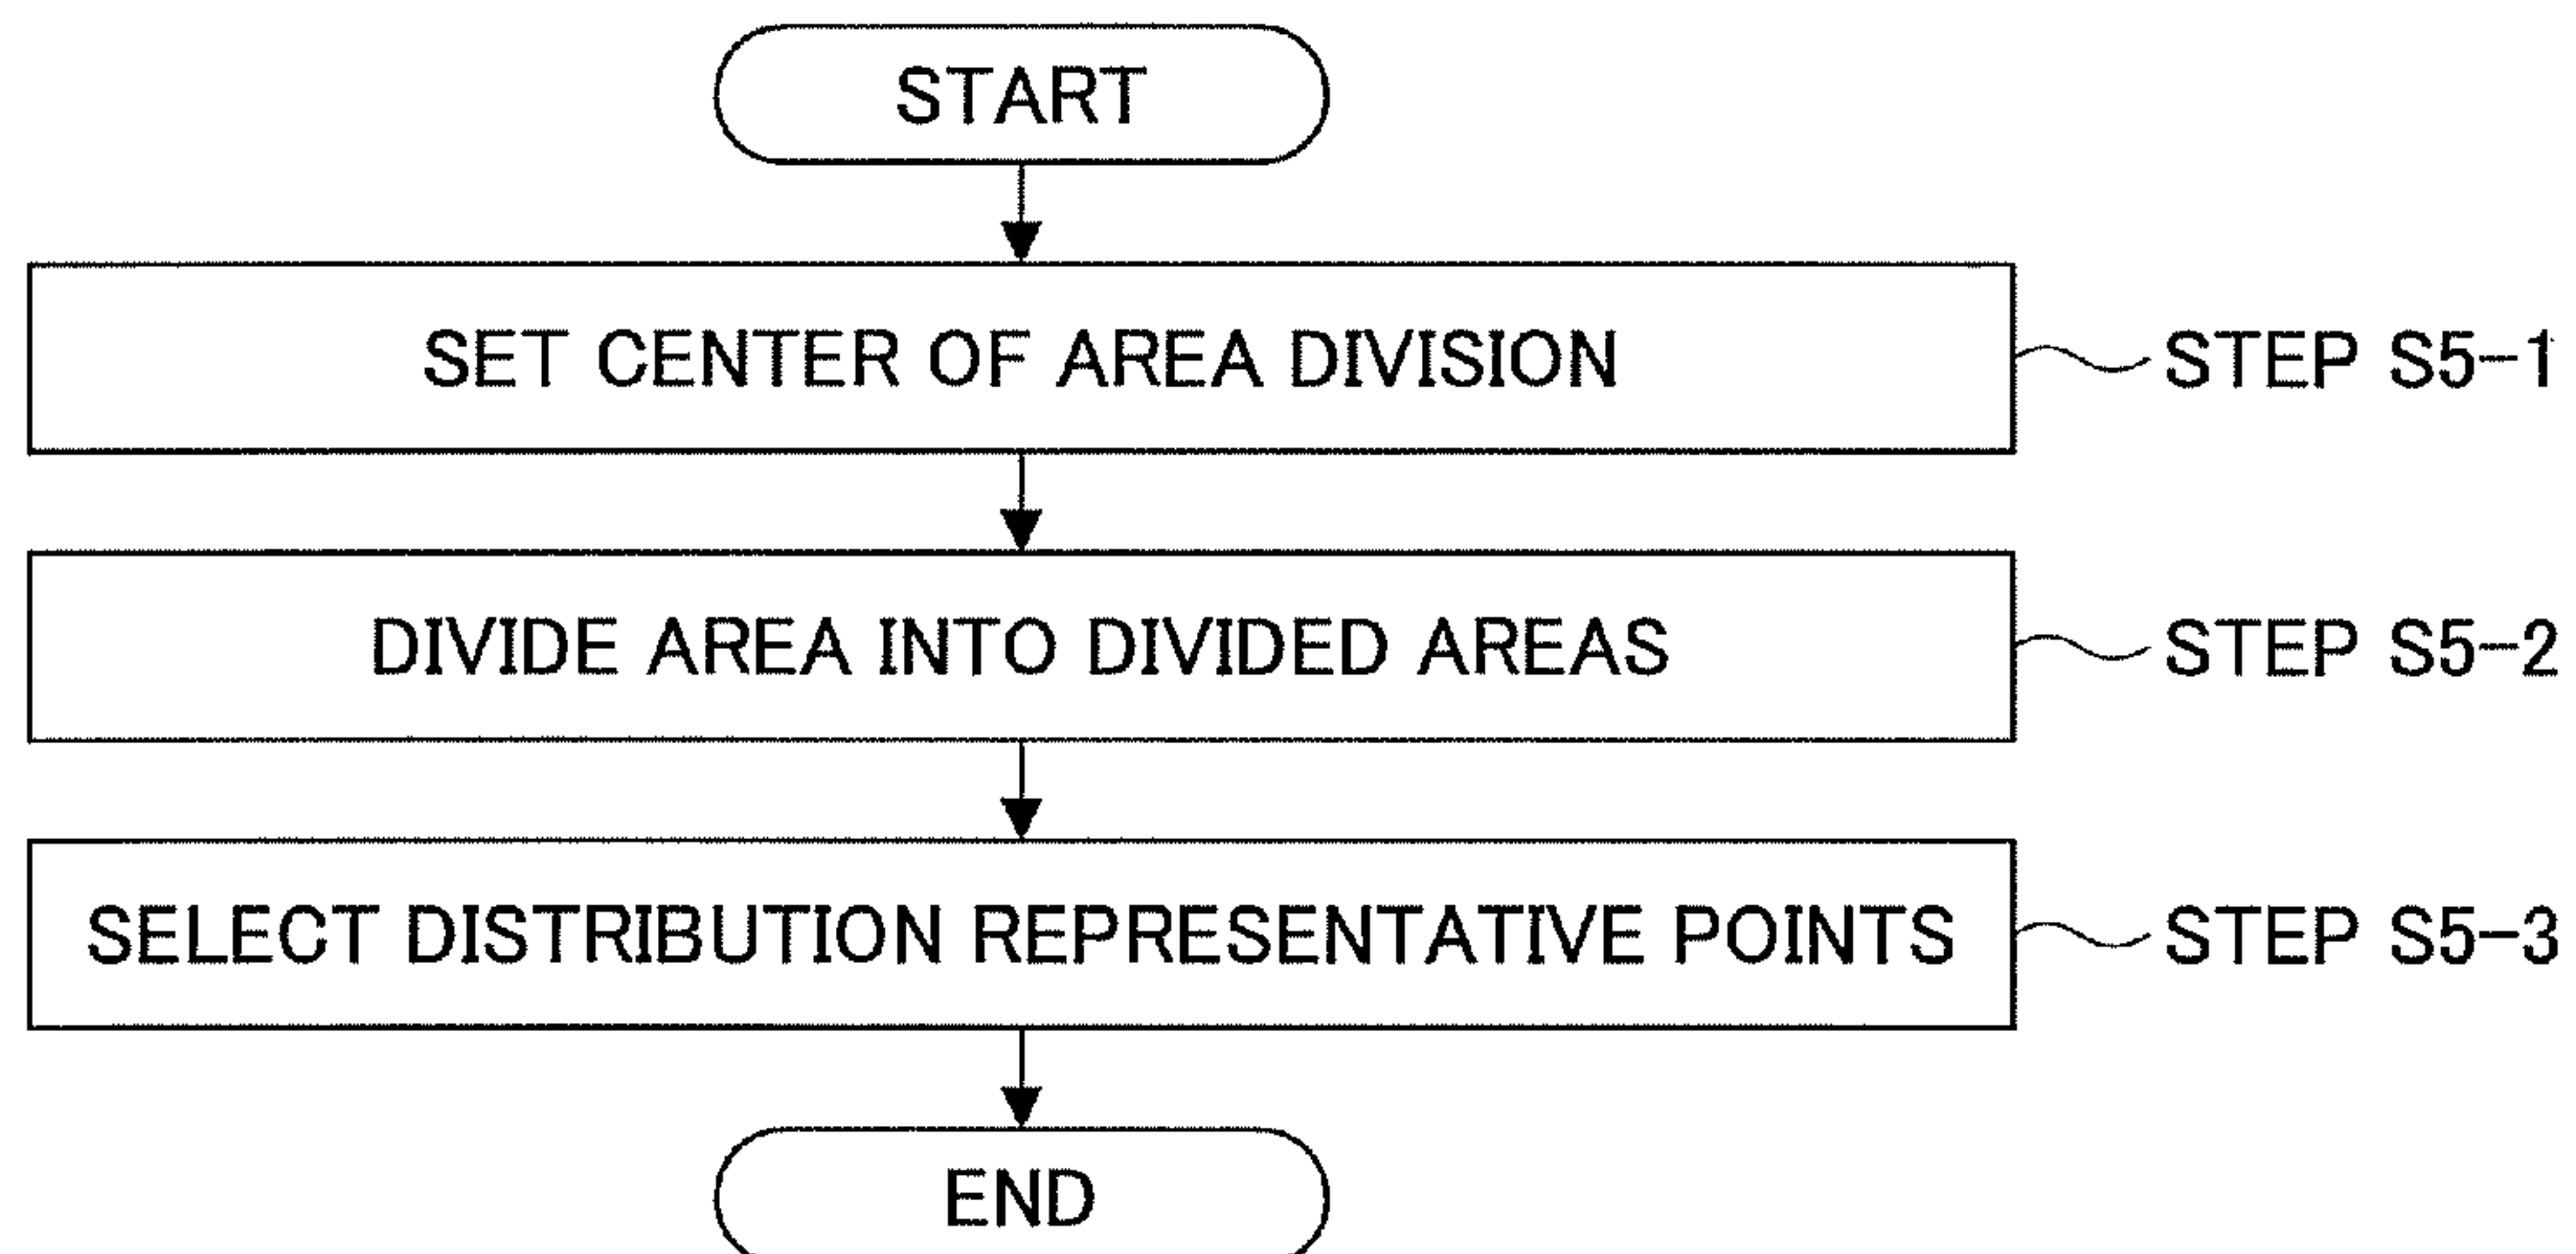 START
SET CENTER OF AREA DIVISION
STEP S5-1
DIVIDE AREA INTO DIVIDED AREAS
STEP S5-2
SELECT DISTRIBUTION REPRESENTATIVE POINTS
STEP S5-3
END